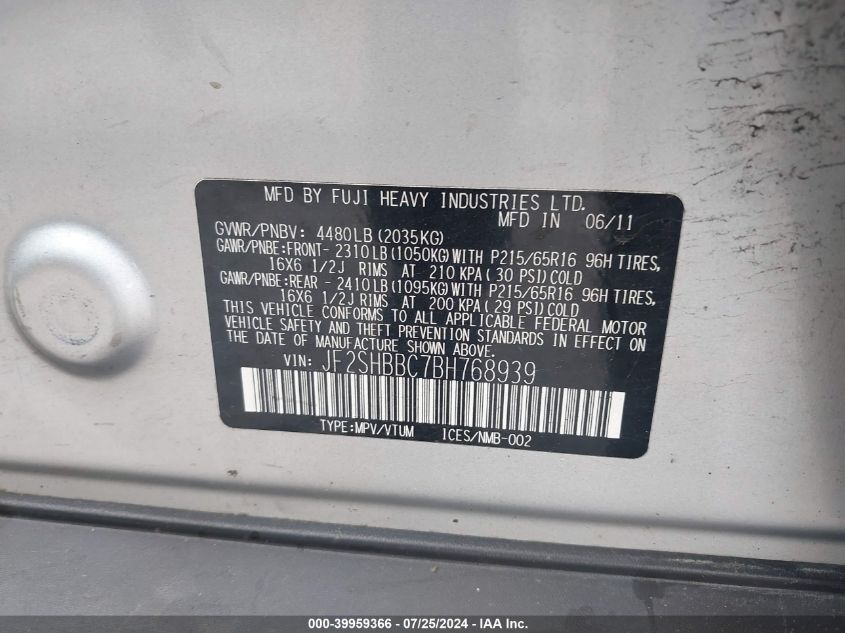 MFD BY FUJI HEAVY INDUSTRIES LTD.
MFD IN 06/11
GVWR/PNBV: 4480LB(2035KG)
GAWR/PNBE:FRONT- 2310LB(1050KG)WITH P215/65R16 96H TIRES,
16X6 1/2J RIMS AT 210 KPA(30 PSI)COLD
GAWR/PNBE:REAR - 2410LB(1095KG)WITH P215/65R16 96H TIRES,
16X6 1/2J RIMS AT 200 KPA(29 PSI)COLD
THIS VEHICLE CONFORMS TO ALL APPLICABLE FEDERAL MOTOR
VEHICLE SAFETY AND THEFT PREVENTION STANDARDS IN EFFECT ON
THE DATE OF MANUFACTURE SHOWN ABOVE.
VIN: JF2SHBBC7BH768939
TYPE:MPV/VTUM 1CES/NMB-002
000-39959366 - 07/25/2024 - COPYRIGHT IAA, INC.